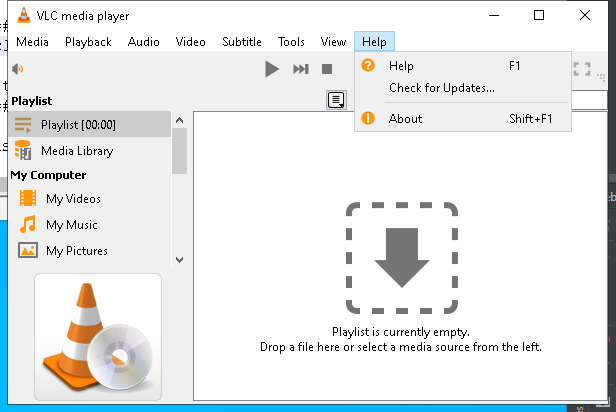 VLC media player
Media Playback Audio Video Subtitle Tools View Help
Help F1
Check for Updates...
About Shift+F1
Playlist
Playlist [00:00]
Media Library
My Computer
My Videos
My Music
My Pictures
Playlist is currently empty.
Drop a file here or select a media source from the left.